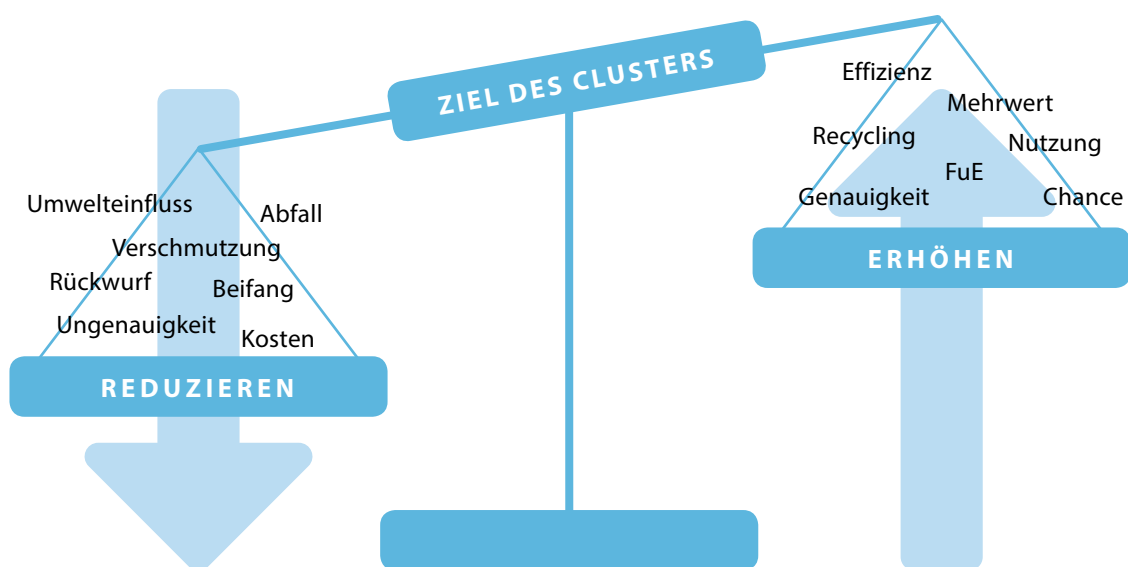 ZIEL DES CLUSTERS
Umwelteinfluss
Abfall
Verschmutzung
Rückwurf
Beifang
Ungenauigkeit
Kosten
REDUZIEREN
Effizienz
Mehrwert
Recycling
Nutzung
FuE
Genauigkeit
Chance
ERHÖHEN